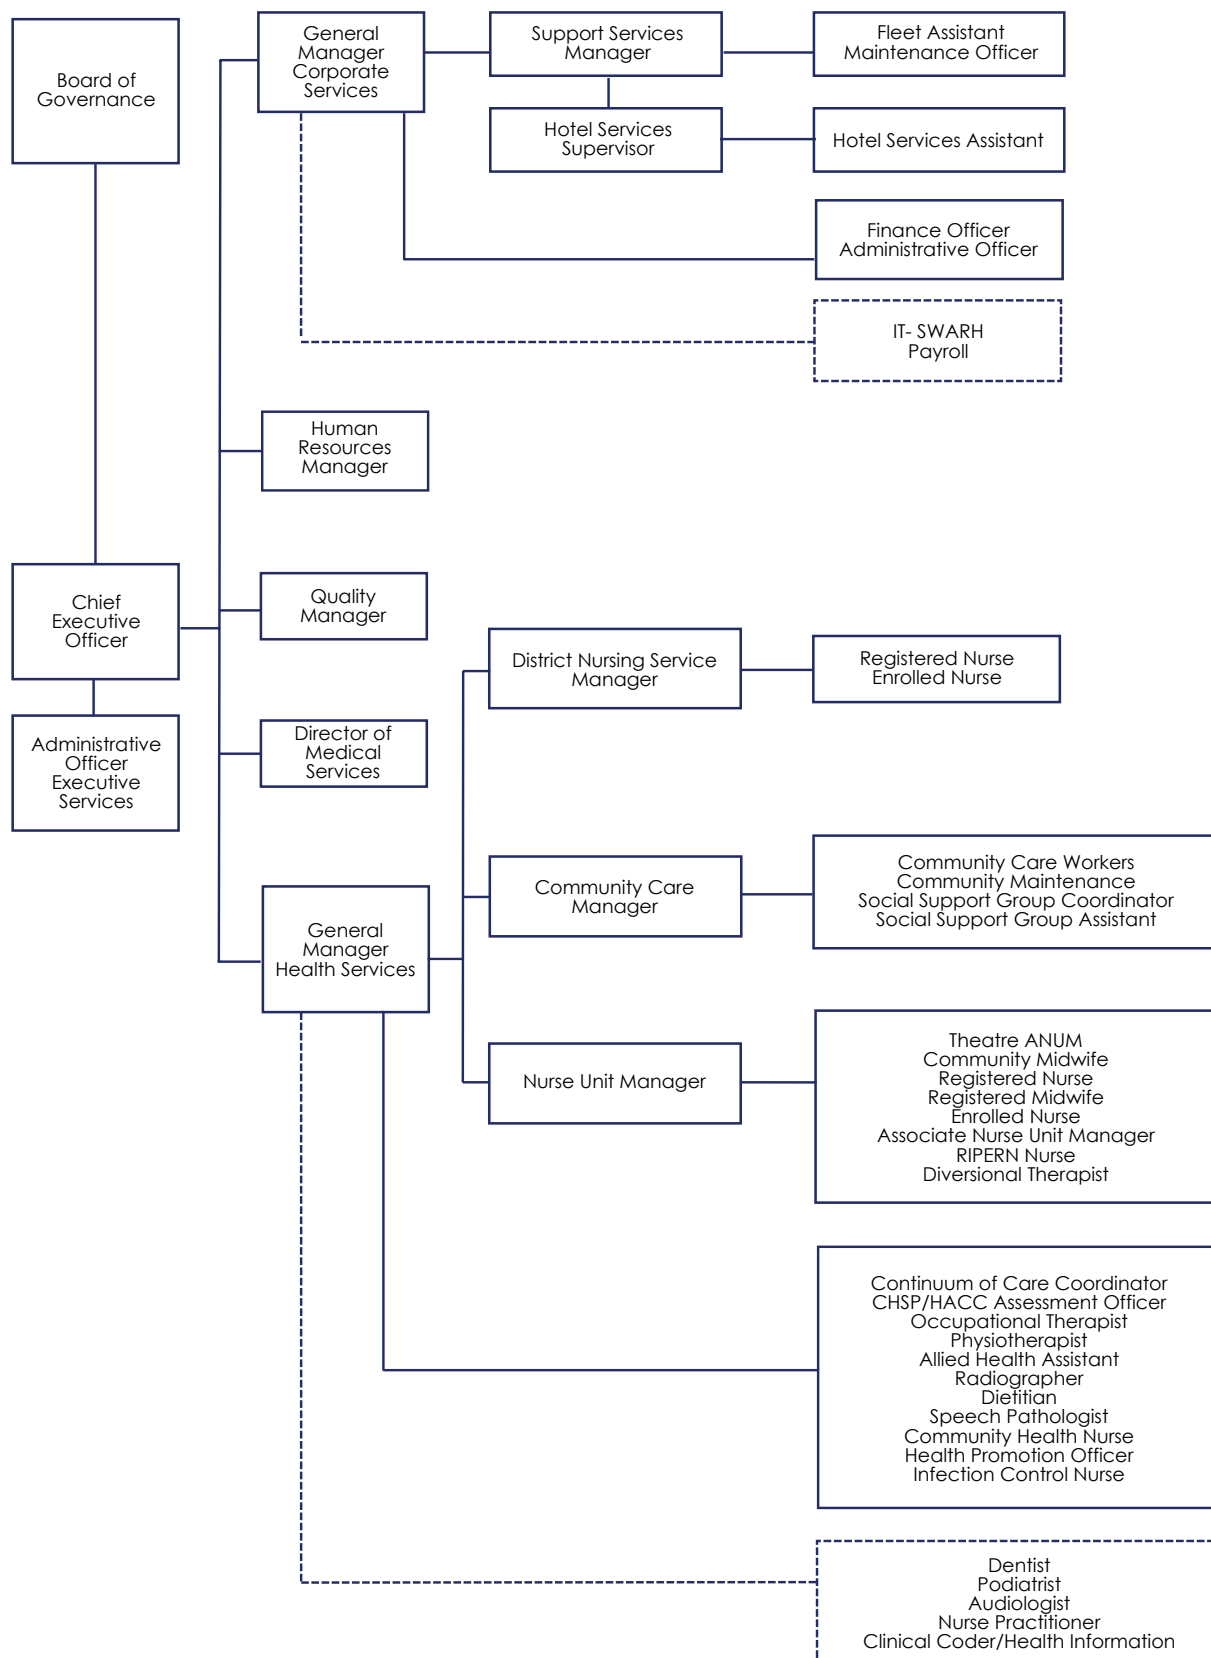 Board of
Governance
General
Manager
Corporate
Services
Support Services
Manager
Fleet Assistant
Maintenance Officer
Hotel Services
Supervisor
Hotel Services Assistant
Finance Officer
Administrative Officer
IT- SWARH
Payroll
Human
Resources
Manager
Chief
Executive
Officer
Quality
Manager
Administrative
Officer
Executive
Services
Director of
Medical
Services
General
Manager
Health Services
District Nursing Service
Manager
Registered Nurse
Enrolled Nurse
Community Care
Manager
Community Care Workers
Community Maintenance
Social Support Group Coordinator
Social Support Group Assistant
Nurse Unit Manager
Theatre ANUM
Community Midwife
Registered Nurse
Registered Midwife
Enrolled Nurse
Associate Nurse Unit Manager
RIPERN Nurse
Diversional Therapist
Continuum of Care Coordinator
CHSP/HACC Assessment Officer
Occupational Therapist
Physiotherapist
Allied Health Assistant
Radiographer
Dietitian
Speech Pathologist
Community Health Nurse
Health Promotion Officer
Infection Control Nurse
Dentist
Podiatrist
Audiologist
Nurse Practitioner
Clinical Coder/Health Information